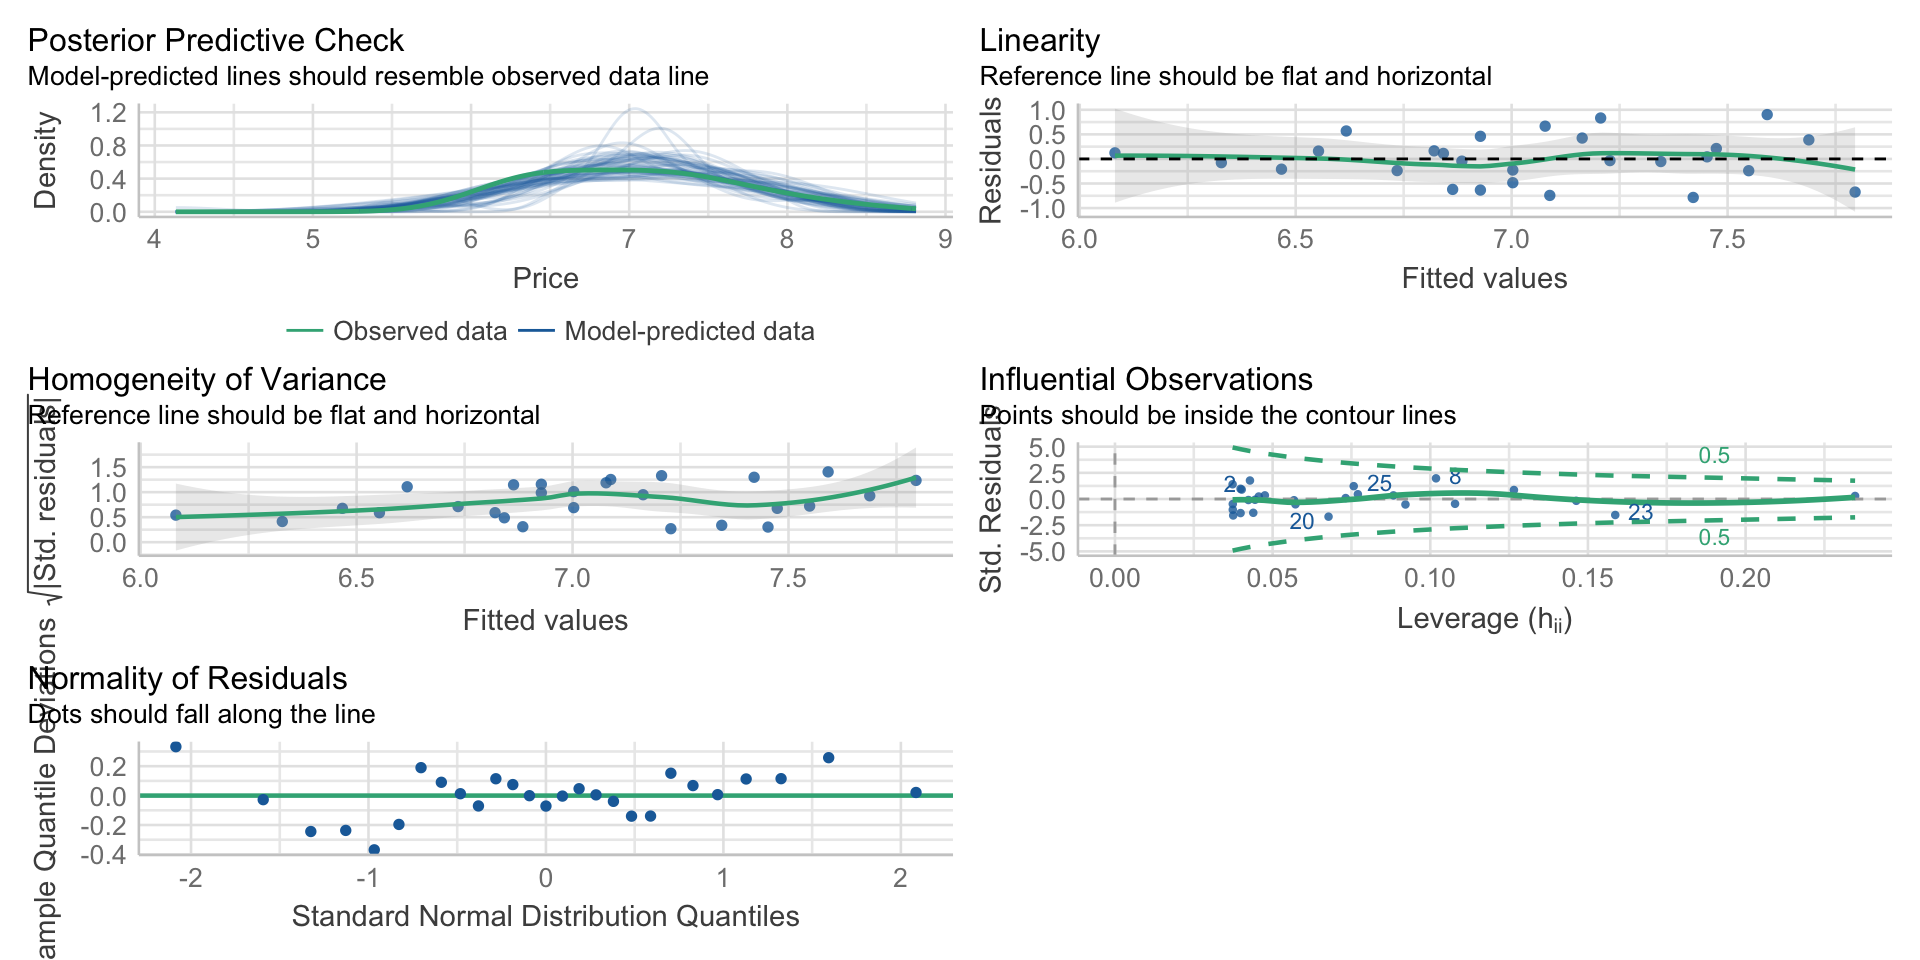 Posterior Predictive Check
Model-predicted lines should resemble observed data line
Density
1.2
0.8
0.4
0.0
4 5 6 7 8 9
Price
Observed data Model-predicted data
Linearity
Reference line should be flat and horizontal
Residuals
1.0
0.5
0.0
-0.5
-1.0
6.0 6.5 7.0 7.5
Fitted values
Homogeneity of Variance
Reference line should be flat and horizontal
√|Std. residuals|
1.5
1.0
0.5
0.0
6.0 6.5 7.0 7.5
Fitted values
Influential Observations
Points should be inside the contour lines
Std. Residuals
5.0
2.5
0.0
-2.5
-5.0
0.5
2 25 8
20 23
0.5
0.00 0.05 0.10 0.15 0.20
Leverage (hii)
Normality of Residuals
Dots should fall along the line
ample Quantile Deviations
0.2
0.0
-0.2
-0.4
-2 -1 0 1 2
Standard Normal Distribution Quantiles